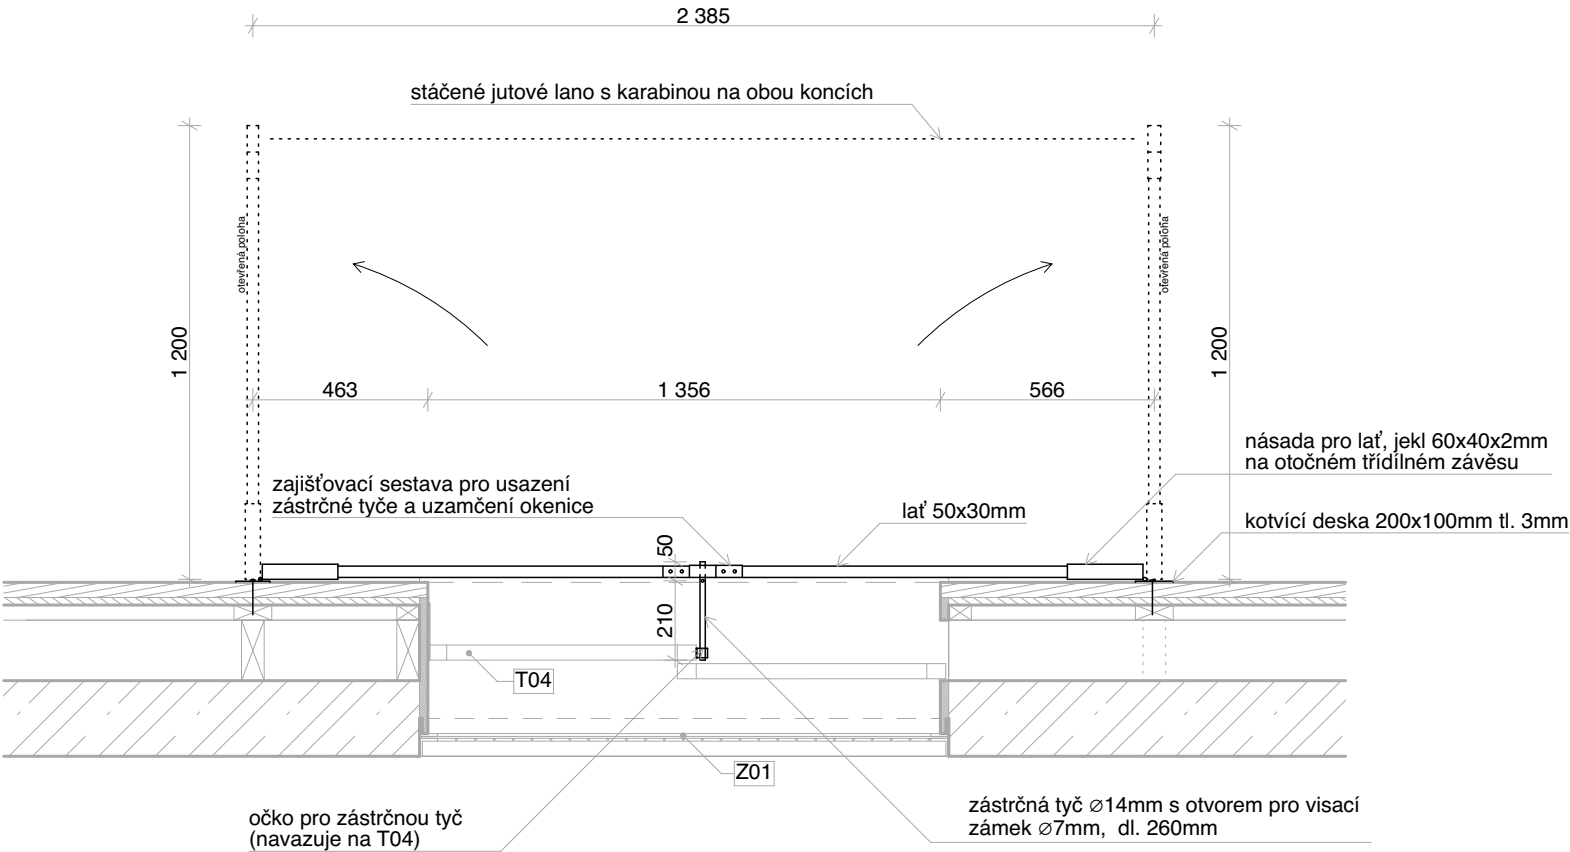 2 385
stáčené jutové lano s karabinou na obou koncích
otevřená poloha
otevřená poloha
1 200
1 200
463
1 356
566
násada pro lať, jekl 60x40x2mm
na otočném třídílném závěsu
zajišťovací sestava pro usazení
zástrčné tyče a uzamčení okenice
lať 50x30mm
kotvící deska 200x100mm tl. 3mm
50
210
T04
Z01
očko pro zástrčnou tyč
(navazuje na T04)
zástrčná tyč ∅14mm s otvorem pro visací
zámek ∅7mm, dl. 260mm